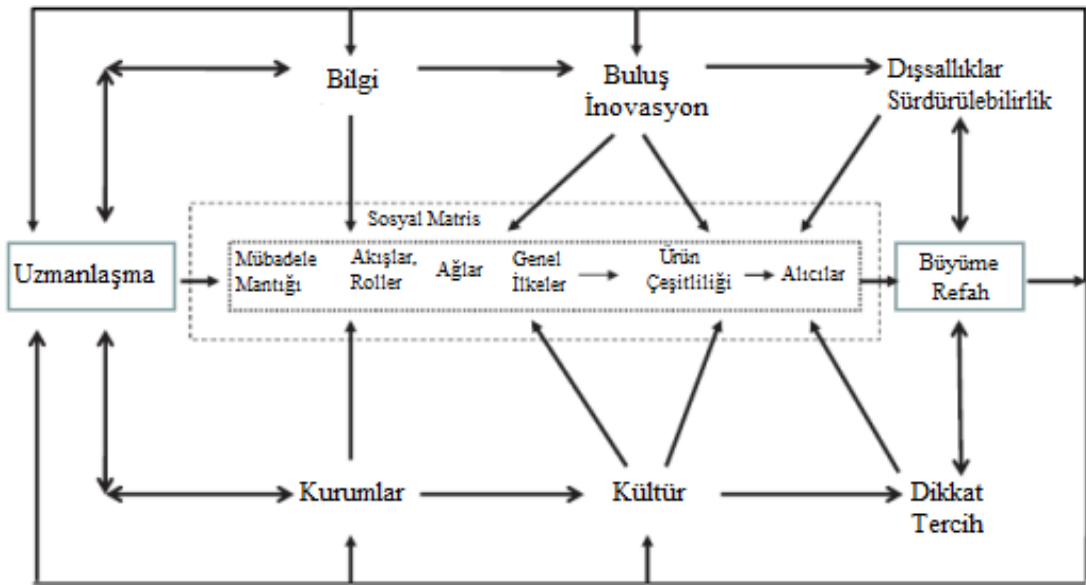 Bilgi
Buluş
İnovasyon
Dışsallıklar
Sürdürülebilirlik
Sosyal Matris
Uzmanlaşma
Mübadele
Mantığı
Akışlar,
Roller
Ağlar
Genel
İlkeler
Ürün
Çeşitliliği
Alıcılar
Büyüme
Refah
Kurumlar
Kültür
Dikkat
Tercih